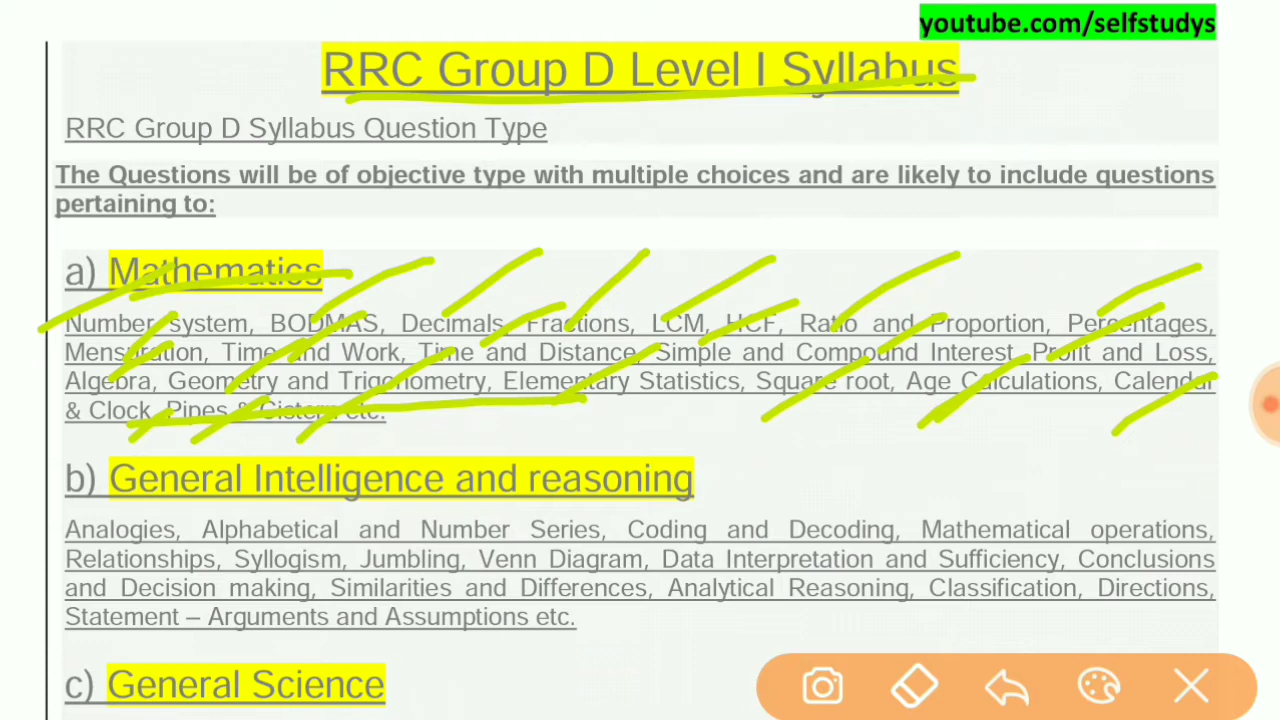 youtube.com/selfstudys
RRC Group D Level I Syllabus
RRC Group D Syllabus Question Type
The Questions will be of objective type with multiple choices and are likely to include questions
pertaining to:
a) Mathematics
Number system, BODMAS, Decimals, Fractions, LCM, HCF, Ratio and Proportion, Percentages,
Mensuration, Time and Work, Time and Distance, Simple and Compound Interest, Profit and Loss,
Algebra, Geometry and Trigonometry, Elementary Statistics, Square root, Age Calculations, Calendar
& Clock, Pipes & Cistern etc.
b) General Intelligence and reasoning
Analogies, Alphabetical and Number Series, Coding and Decoding, Mathematical operations,
Relationships, Syllogism, Jumbling, Venn Diagram, Data Interpretation and Sufficiency, Conclusions
and Decision making, Similarities and Differences, Analytical Reasoning, Classification, Directions,
Statement – Arguments and Assumptions etc.
c) General Science